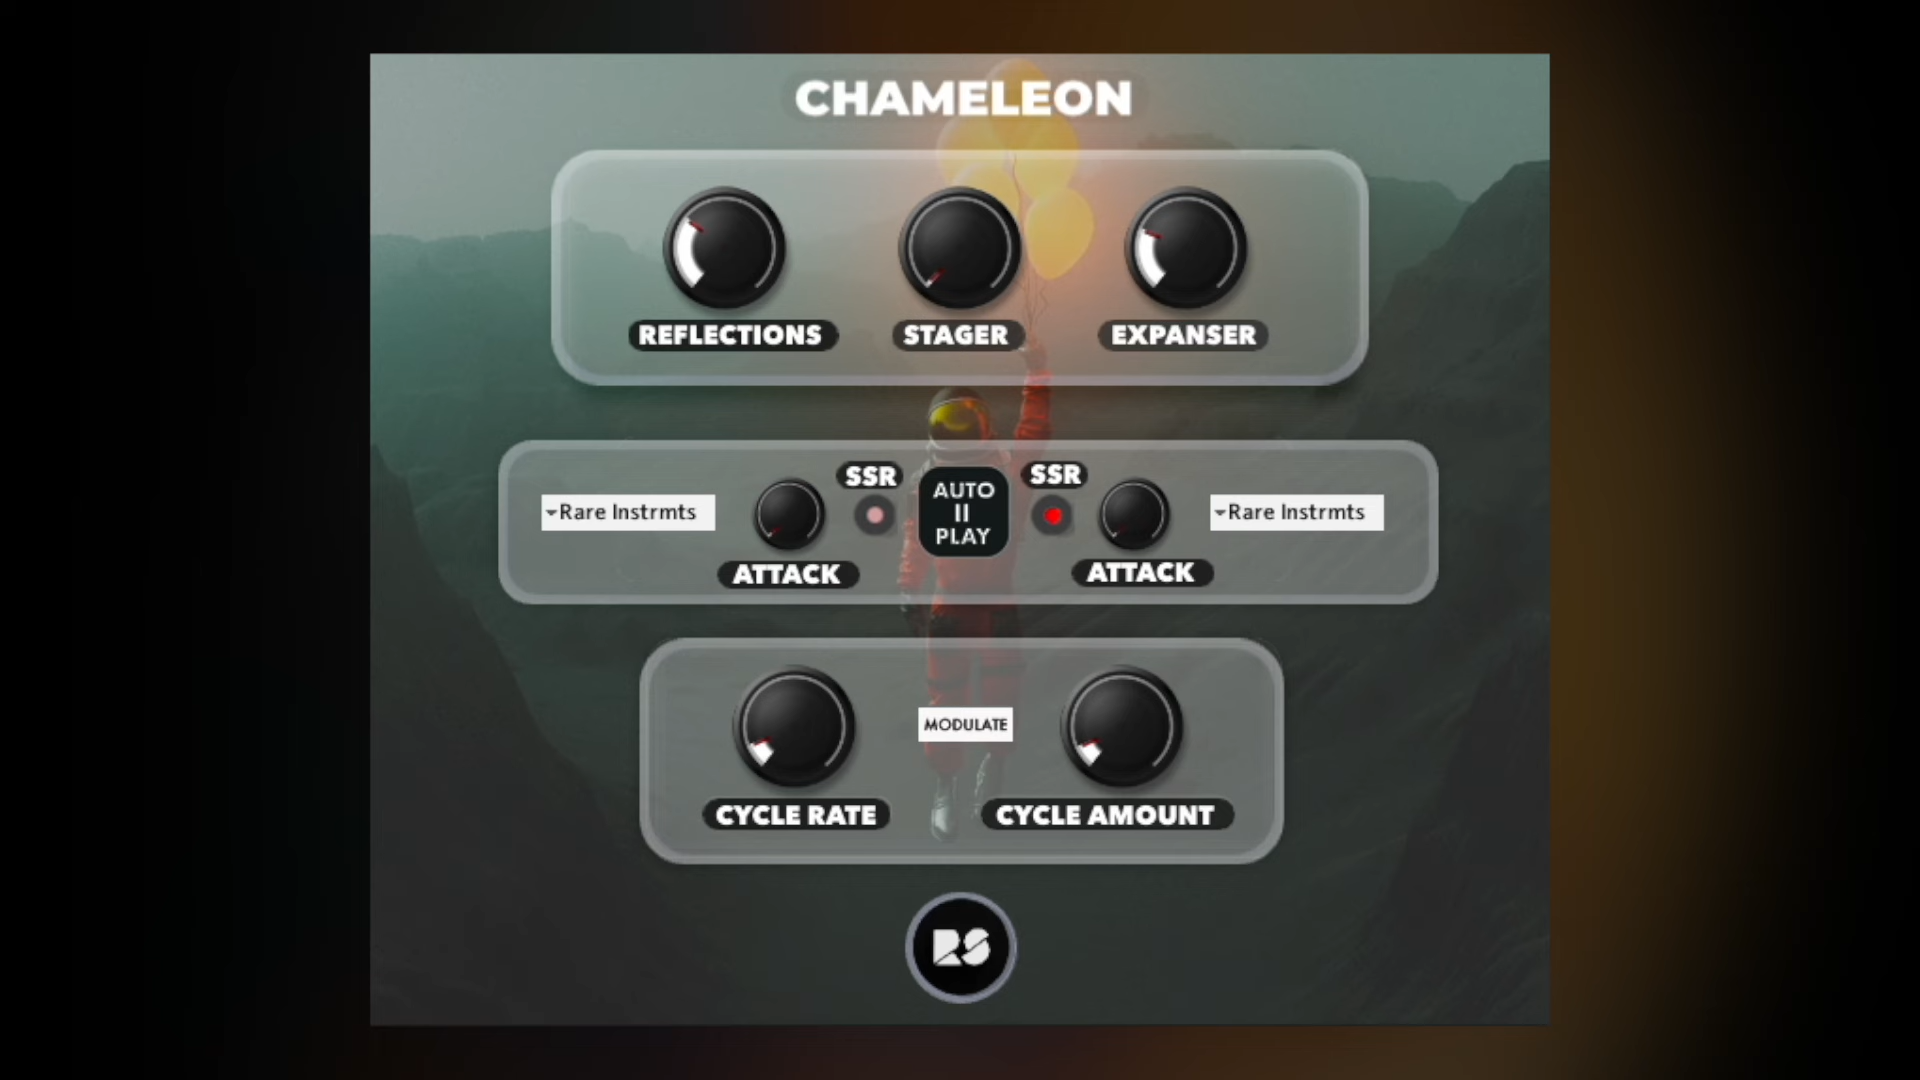 CHAMELEON
REFLECTIONS
STAGER
EXPANSER
SSR
SSR
Rare Instrmts
AUTO
II
PLAY
Rare Instrmts
ATTACK
ATTACK
MODULATE
CYCLE RATE
CYCLE AMOUNT
RS